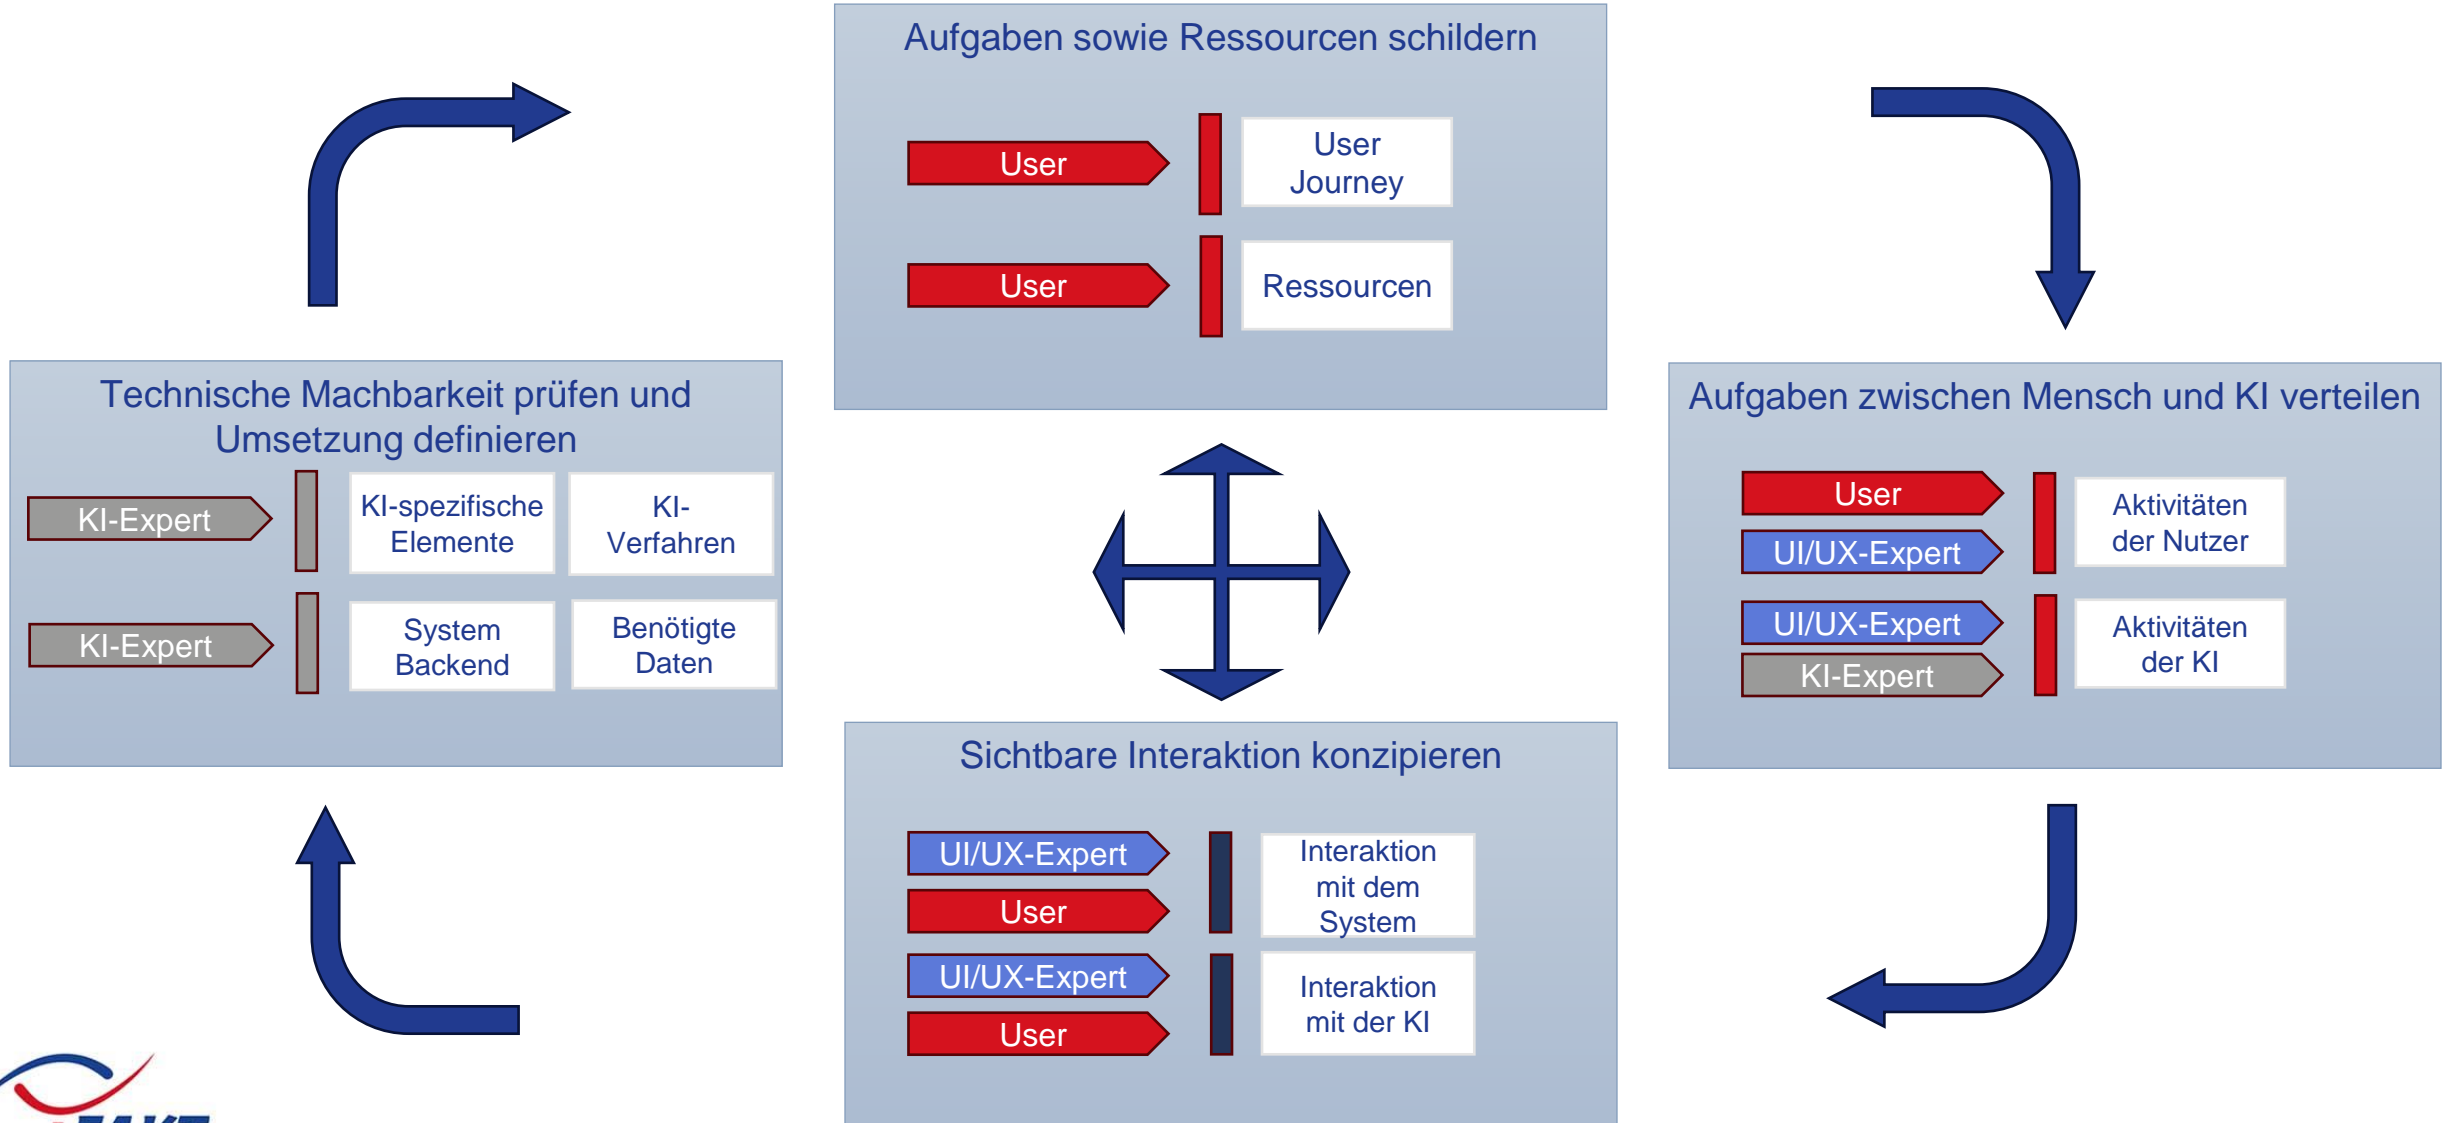 Aufgaben sowie Ressourcen schildern
User
User
Journey
User
Ressourcen
Technische Machbarkeit prüfen und
Umsetzung definieren
KI-Expert
KI-spezifische
Elemente
KI-
Verfahren
KI-Expert
System
Backend
Benötigte
Daten
Aufgaben zwischen Mensch und KI verteilen
User
UI/UX-Expert
Aktivitäten
der Nutzer
UI/UX-Expert
KI-Expert
Aktivitäten
der KI
Sichtbare Interaktion konzipieren
UI/UX-Expert
User
Interaktion
mit dem
System
UI/UX-Expert
User
Interaktion
mit der KI